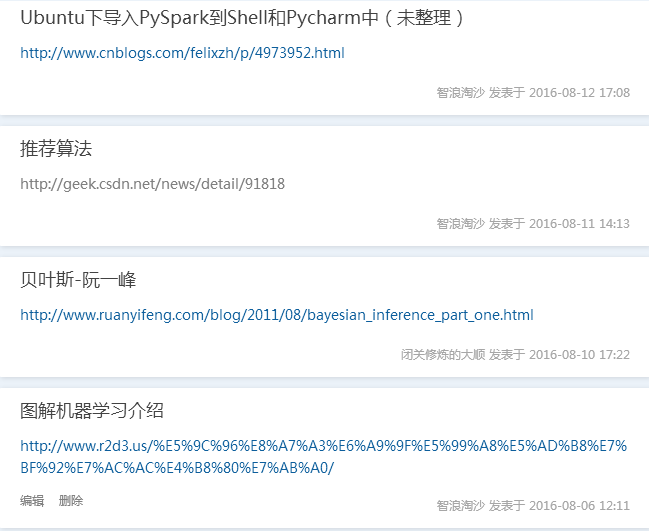 Ubuntu下导入PySpark到Shell和Pycharm中（未整理）
http://www.cnblogs.com/felixzh/p/4973952.html
智浪淘沙 发表于 2016-08-12 17:08
推荐算法
http://geek.csdn.net/news/detail/91818
智浪淘沙 发表于 2016-08-11 14:13
贝叶斯-阮一峰
http://www.ruanyifeng.com/blog/2011/08/bayesian_inference_part_one.html
闭关修炼的大顺 发表于 2016-08-10 17:22
图解机器学习介绍
http://www.r2d3.us/%E5%9C%96%E8%A7%A3%E6%A9%9F%E5%99%A8%E5%AD%B8%E7%
BF%92%E7%AC%AC%E4%B8%80%E7%AB%A0/
编辑 删除 智浪淘沙 发表于 2016-08-06 12:11